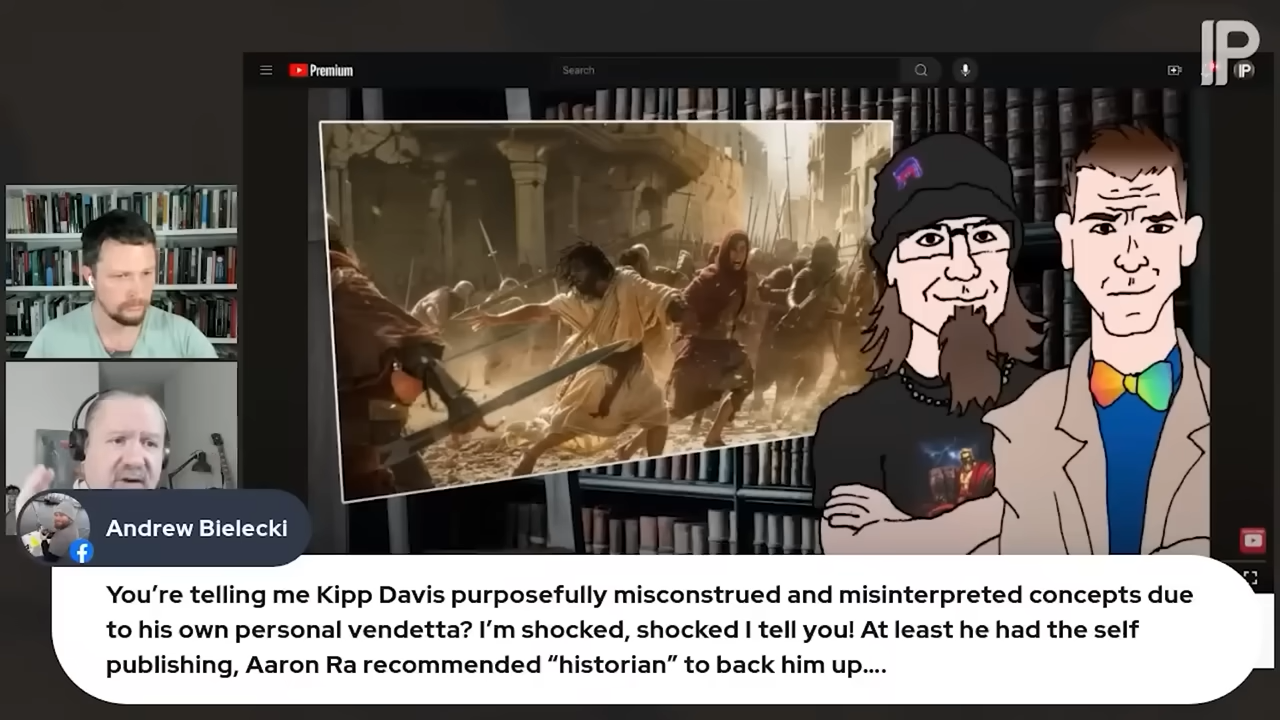 IP
Premium
Search
IP
Andrew Bielecki
You're telling me Kipp Davis purposefully misconstrued and misinterpreted concepts due
to his own personal vendetta? I'm shocked, shocked I tell you! At least he had the self
publishing, Aaron Ra recommended “historian” to back him up....